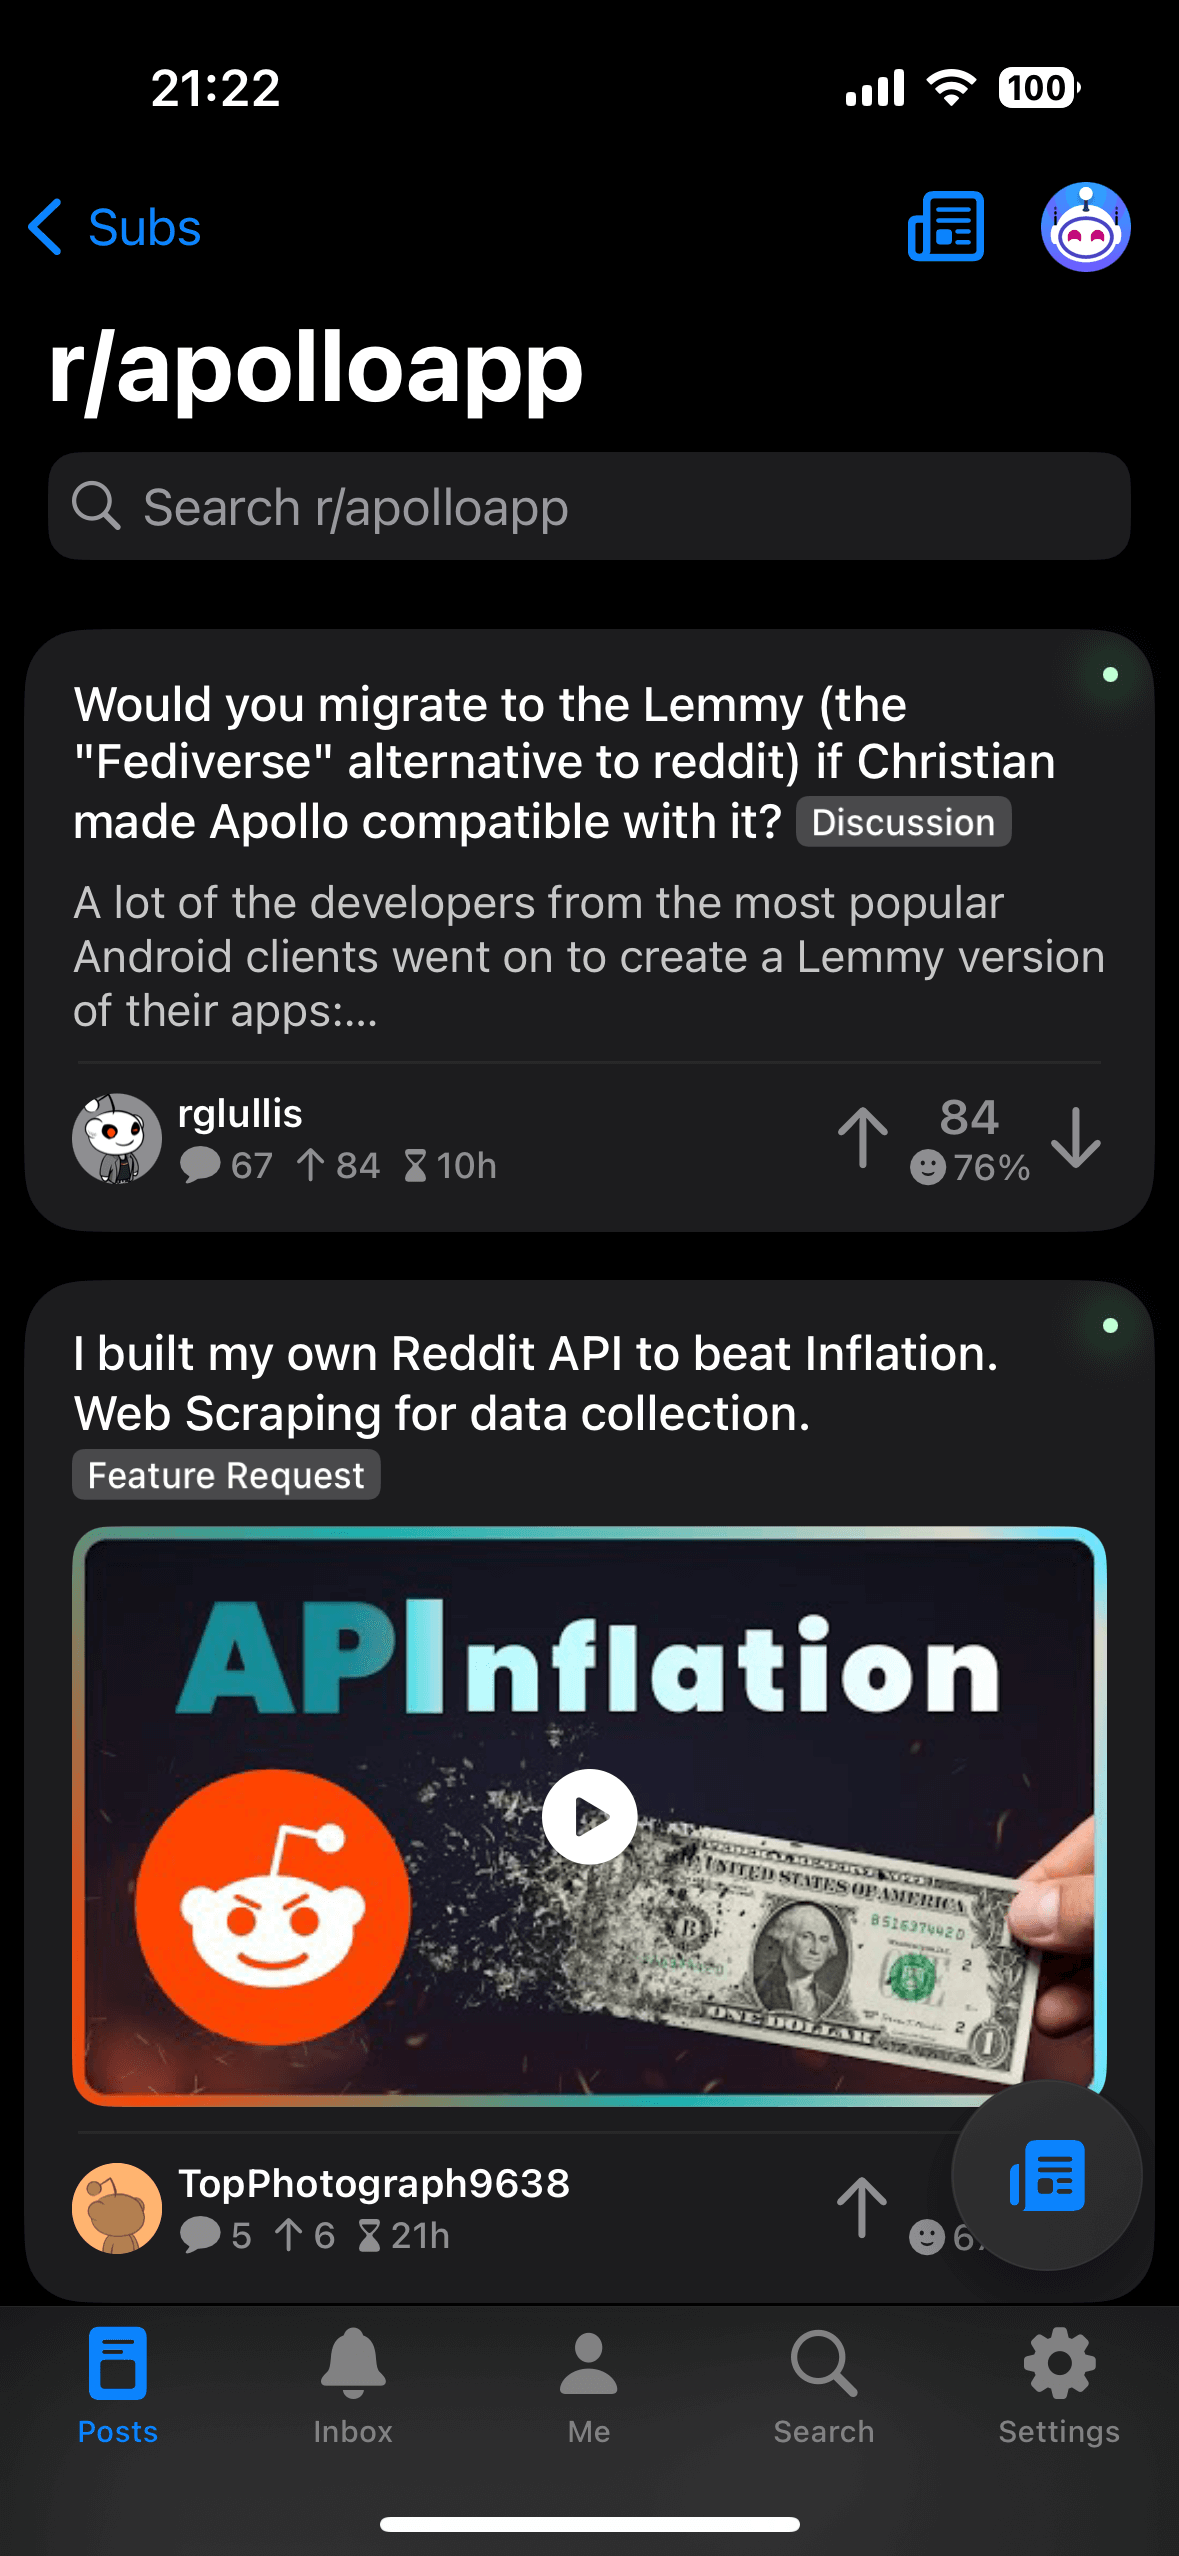 21:22
100
Subs
r/apolloapp
Search r/apolloapp
Would you migrate to the Lemmy (the
"Fediverse" alternative to reddit) if Christian
made Apollo compatible with it? Discussion
A lot of the developers from the most popular
Android clients went on to create a Lemmy version
of their apps:...
rglullis
67 84 10h
84
76%
I built my own Reddit API to beat Inflation.
Web Scraping for data collection.
Feature Request
APInflation
UNITED STATES OF AMERICA
B
B51637442D
2
2
1
ONE DOLLAR
TopPhotograph9638
5 6 21h
Posts
Inbox
Me
Search
Settings